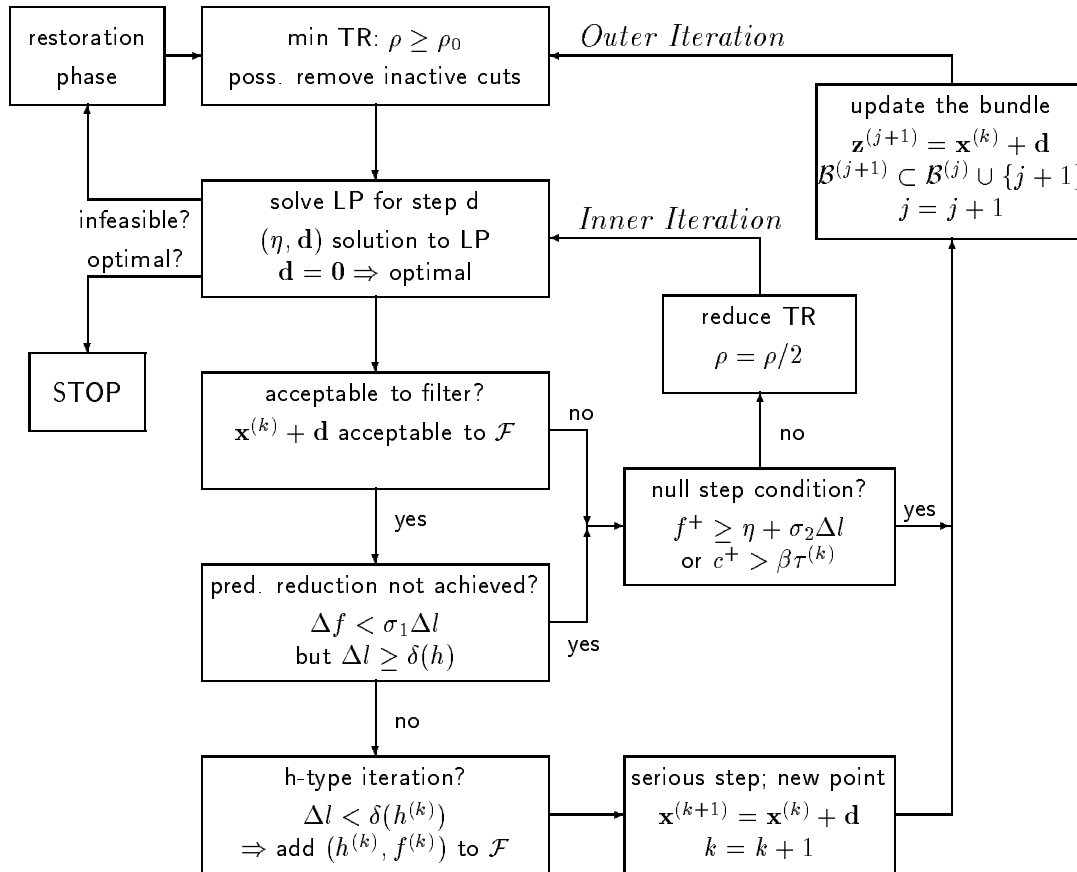 restoration
phase
min TR: ρ ≥ ρ₀
poss. remove inactive cuts
Outer Iteration
update the bundle
z^(j+1) = x^(k) + d
ℬ^(j+1) ⊂ ℬ^(j) ∪ {j + 1}
j = j + 1
infeasible?
optimal?
solve LP for step d
(η, d) solution to LP
d = 0 ⇒ optimal
Inner Iteration
reduce TR
ρ = ρ/2
STOP
acceptable to filter?
x^(k) + d acceptable to ℱ
no
no
yes
null step condition?
f⁺ ≥ η + σ₂Δl
or c⁺ > βτ^(k)
yes
pred. reduction not achieved?
Δf < σ₁Δl
but Δl ≥ δ(h)
yes
no
h-type iteration?
Δl < δ(h^(k))
⇒ add (h^(k), f^(k)) to ℱ
serious step; new point
x^(k+1) = x^(k) + d
k = k + 1